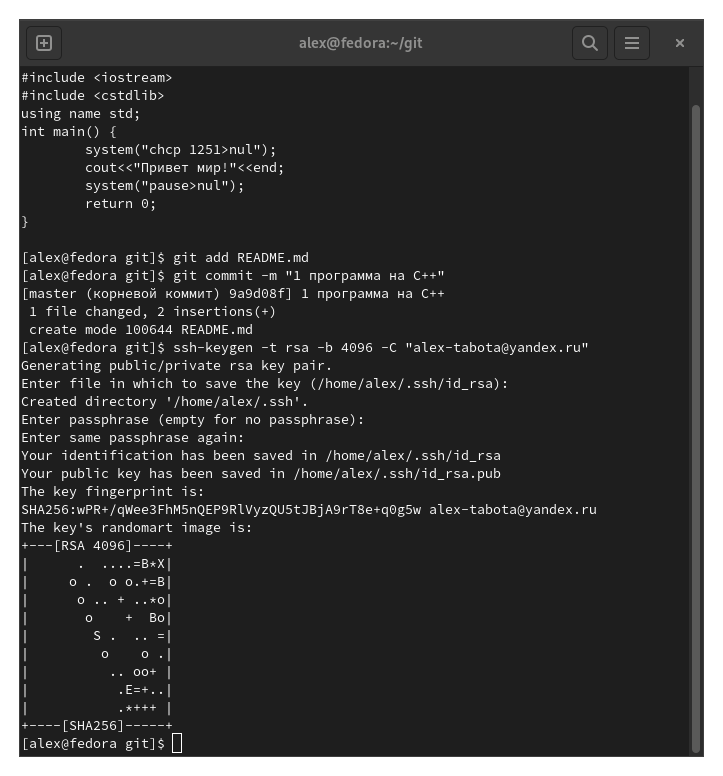 alex@fedora:~/git
#include <iostream>
#include <cstdlib>
using name std;
int main() {
        system("chcp 1251>nul");
        cout<<"Привет мир!"<<end;
        system("pause>nul");
        return 0;
}
[alex@fedora git]$ git add README.md
[alex@fedora git]$ git commit -m "1 программа на C++"
[master (корневой коммит) 9a9d08f] 1 программа на C++
 1 file changed, 2 insertions(+)
 create mode 100644 README.md
[alex@fedora git]$ ssh-keygen -t rsa -b 4096 -C "alex-tabota@yandex.ru"
Generating public/private rsa key pair.
Enter file in which to save the key (/home/alex/.ssh/id_rsa):
Created directory '/home/alex/.ssh'.
Enter passphrase (empty for no passphrase):
Enter same passphrase again:
Your identification has been saved in /home/alex/.ssh/id_rsa
Your public key has been saved in /home/alex/.ssh/id_rsa.pub
The key fingerprint is:
SHA256:wPR+/qWee3FhM5nQEP9RlVyzQU5tJBjA9rT8e+q0g5w alex-tabota@yandex.ru
The key's randomart image is:
+---[RSA 4096]----+
|      .  ....=B*X|
|     o .  o o.+=B|
|      o .. + ..*o|
|       o    +  Bo|
|        S .  .. =|
|         o    o .|
|          .. oo+ |
|           .E=+..|
|           .*+++ |
+----[SHA256]-----+
[alex@fedora git]$